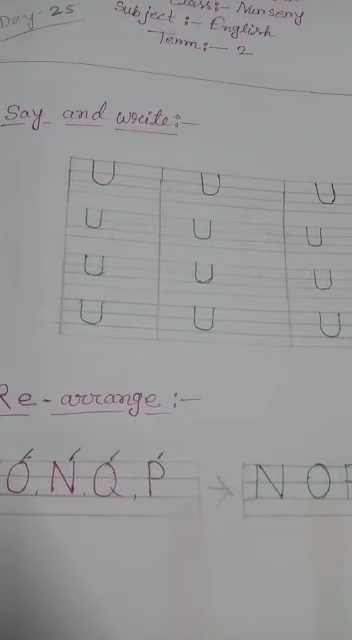 Day-25
Class:- Nursery
Subject:- English
Term:- 2
Say and write:-
U U U
U U U
U U U
U U U
Re-arrange:-
O, N, Q, P → N O P